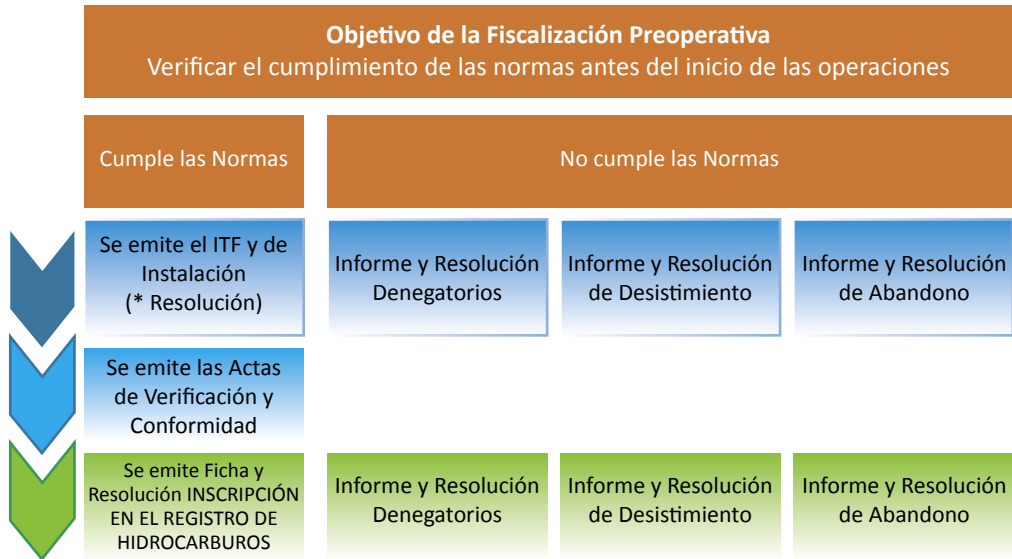 Objetivo de la Fiscalización Preoperativa
Verificar el cumplimiento de las normas antes del inicio de las operaciones
Cumple las Normas
No cumple las Normas
Se emite el ITF y de
Instalación
(* Resolución)
Informe y Resolución
Denegatorios
Informe y Resolución
de Desistimiento
Informe y Resolución
de Abandono
Se emite las Actas
de Verificación y
Conformidad
Se emite Ficha y
Resolución INSCRIPCIÓN
EN EL REGISTRO DE
HIDROCARBUROS
Informe y Resolución
Denegatorios
Informe y Resolución
de Desistimiento
Informe y Resolución
de Abandono